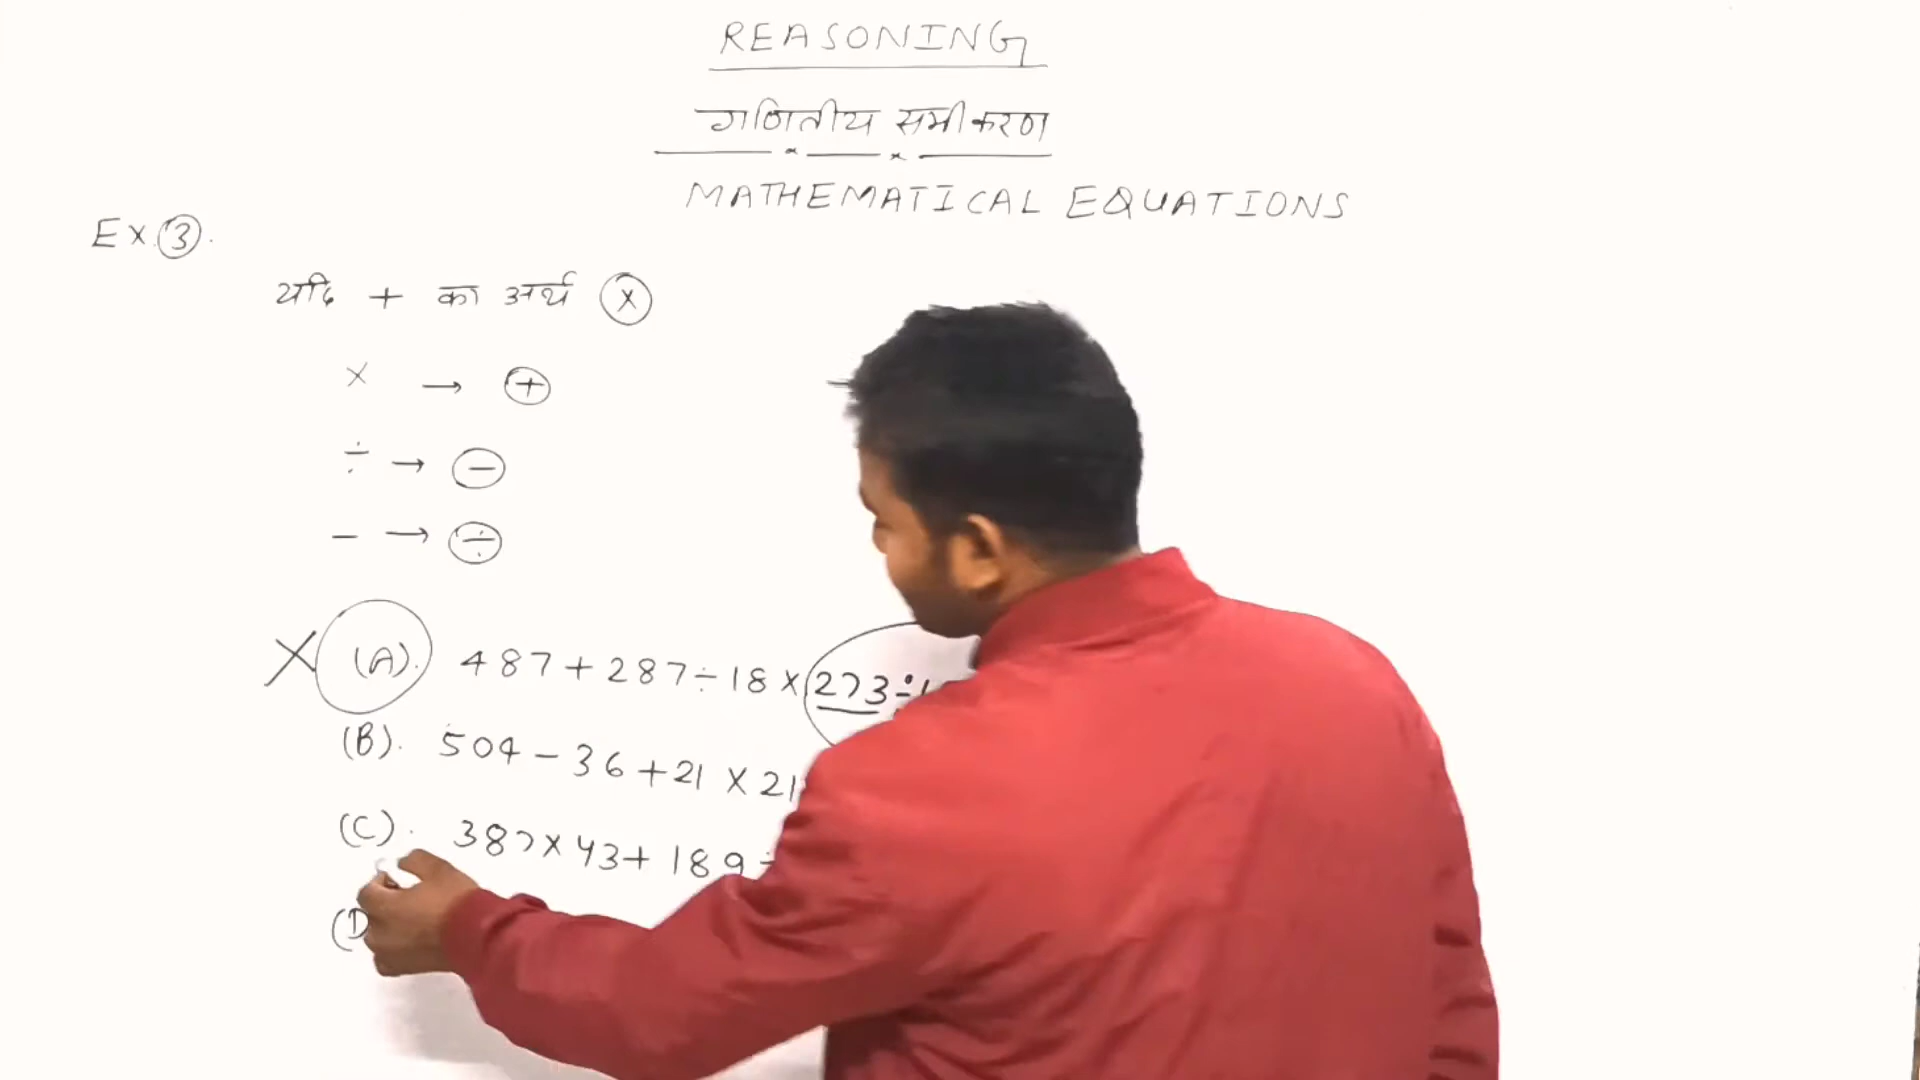 REASONING
गणितीय समीकरण
MATHEMATICAL EQUATIONS
Ex. 3.
यदि + का अर्थ ×
× → +
÷ → −
− → ÷
(A). 487 + 287 ÷ 18 × 273 ÷
(B). 504 − 36 + 21 × 21
(C). 387 × 43 + 189 ÷
(D